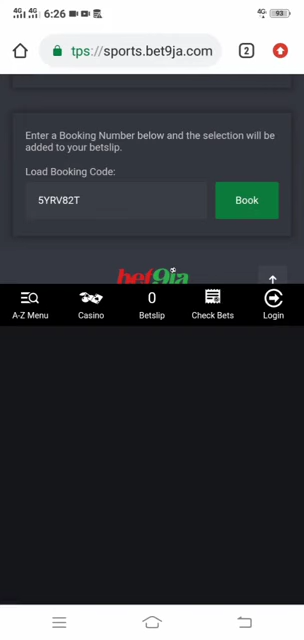 4G 4G 6:26 4G 93
tps://sports.bet9ja.com 2
Enter a Booking Number below and the selection will be
added to your betslip.
Load Booking Code:
5YRV82T Book
bet9ja
0
A-Z Menu Casino Betslip Check Bets Login